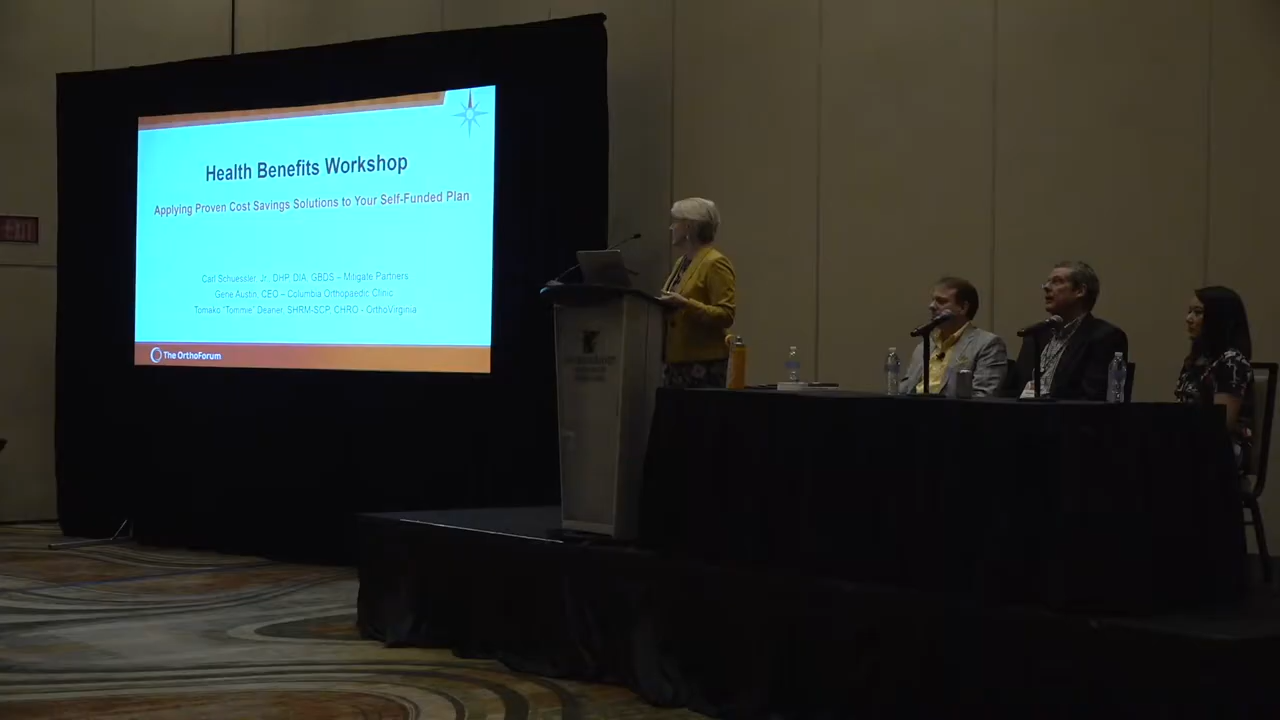 Health Benefits Workshop
Applying Proven Cost Savings Solutions to Your Self-Funded Plan
Carl Schuessler, Jr., DHP, DIA, GBDS – Mitigate Partners
Gene Austin, CEO – Columbia Orthopaedic Clinic
Tomako "Tommie" Deaner, SHRM-SCP, CHRO - OrthoVirginia
The OrthoForum
EXIT